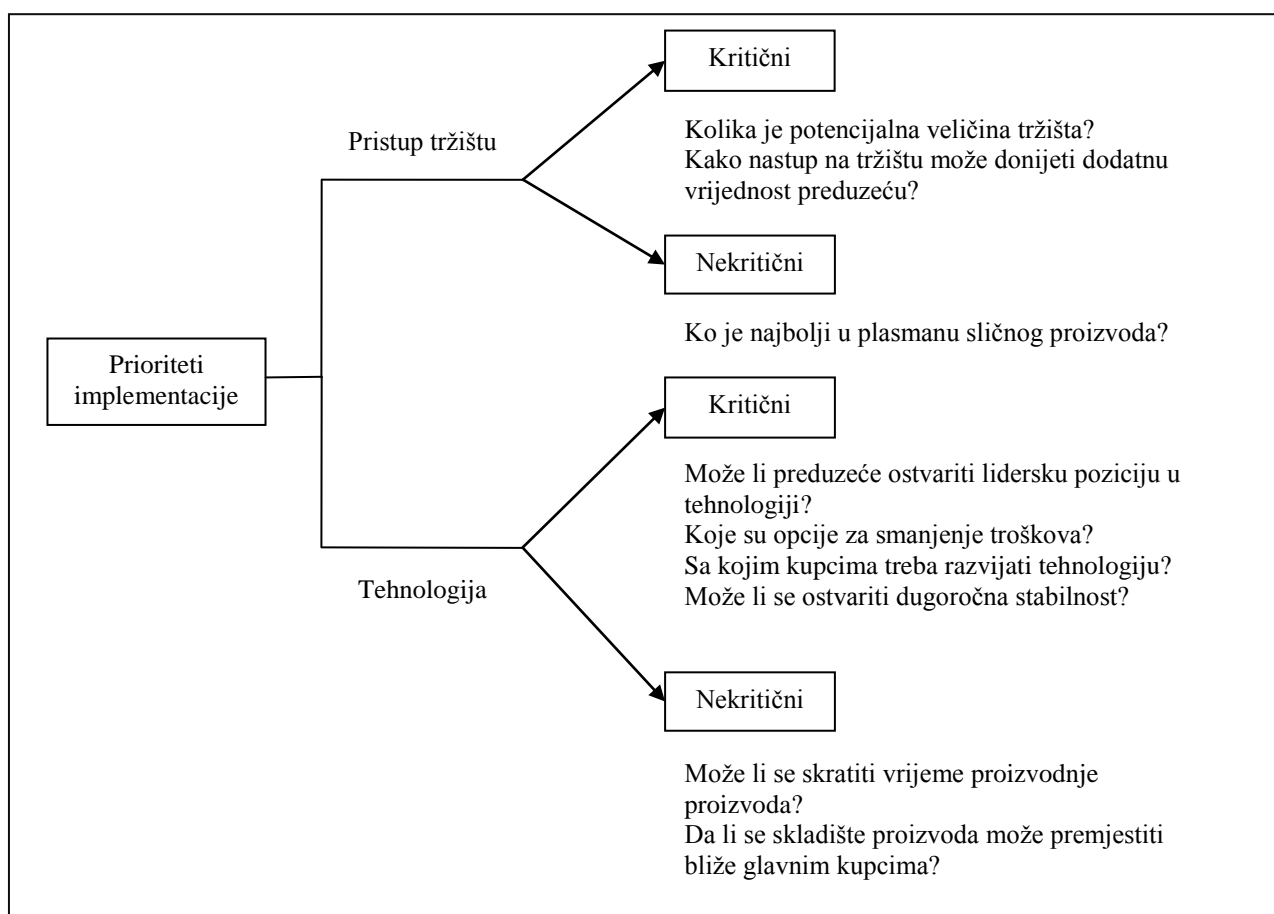 Kritični
Pristup tržištu
Kolika je potencijalna veličina tržišta?
Kako nastup na tržištu može donijeti dodatnu
vrijednost preduzeću?
Nekritični
Ko je najbolji u plasmanu sličnog proizvoda?
Prioriteti
implementacije
Kritični
Može li preduzeće ostvariti lidersku poziciju u
tehnologiji?
Koje su opcije za smanjenje troškova?
Sa kojim kupcima treba razvijati tehnologiju?
Može li se ostvariti dugoročna stabilnost?
Tehnologija
Nekritični
Može li se skratiti vrijeme proizvodnje
proizvoda?
Da li se skladište proizvoda može premjestiti
bliže glavnim kupcima?